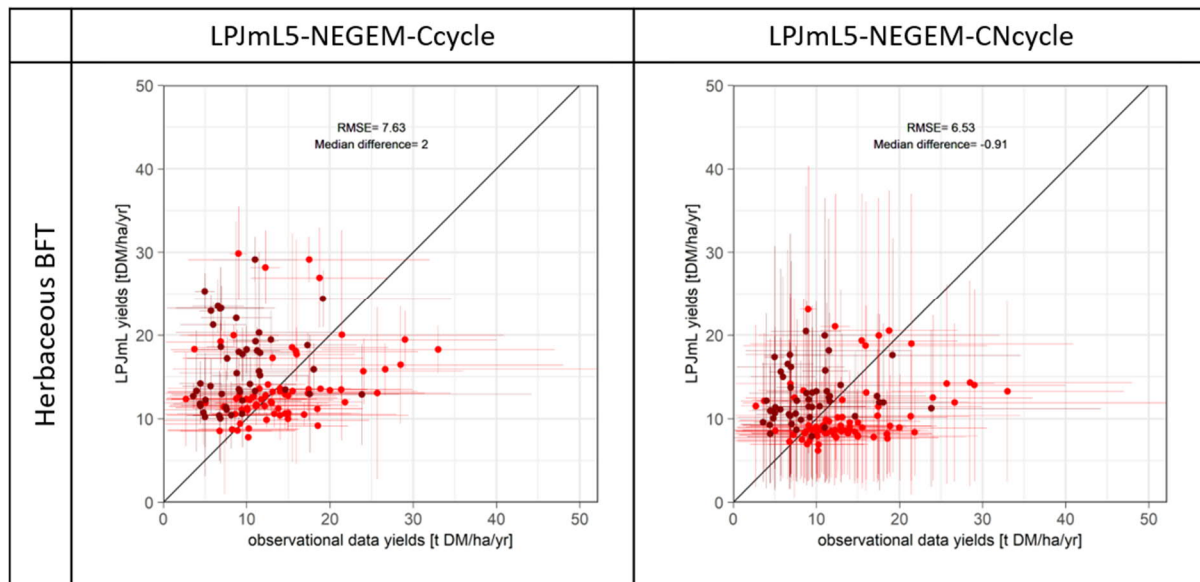 LPJmL5-NEGEM-Ccycle
LPJmL5-NEGEM-CNcycle
Herbaceous BFT
50
40
30
20
10
0
LPJmL yields [tDM/ha/yr]
RMSE= 7.63
Median difference= 2
0 10 20 30 40 50
observational data yields [t DM/ha/yr]
50
40
30
20
10
0
LPJmL yields [tDM/ha/yr]
RMSE= 6.53
Median difference= -0.91
0 10 20 30 40 50
observational data yields [t DM/ha/yr]